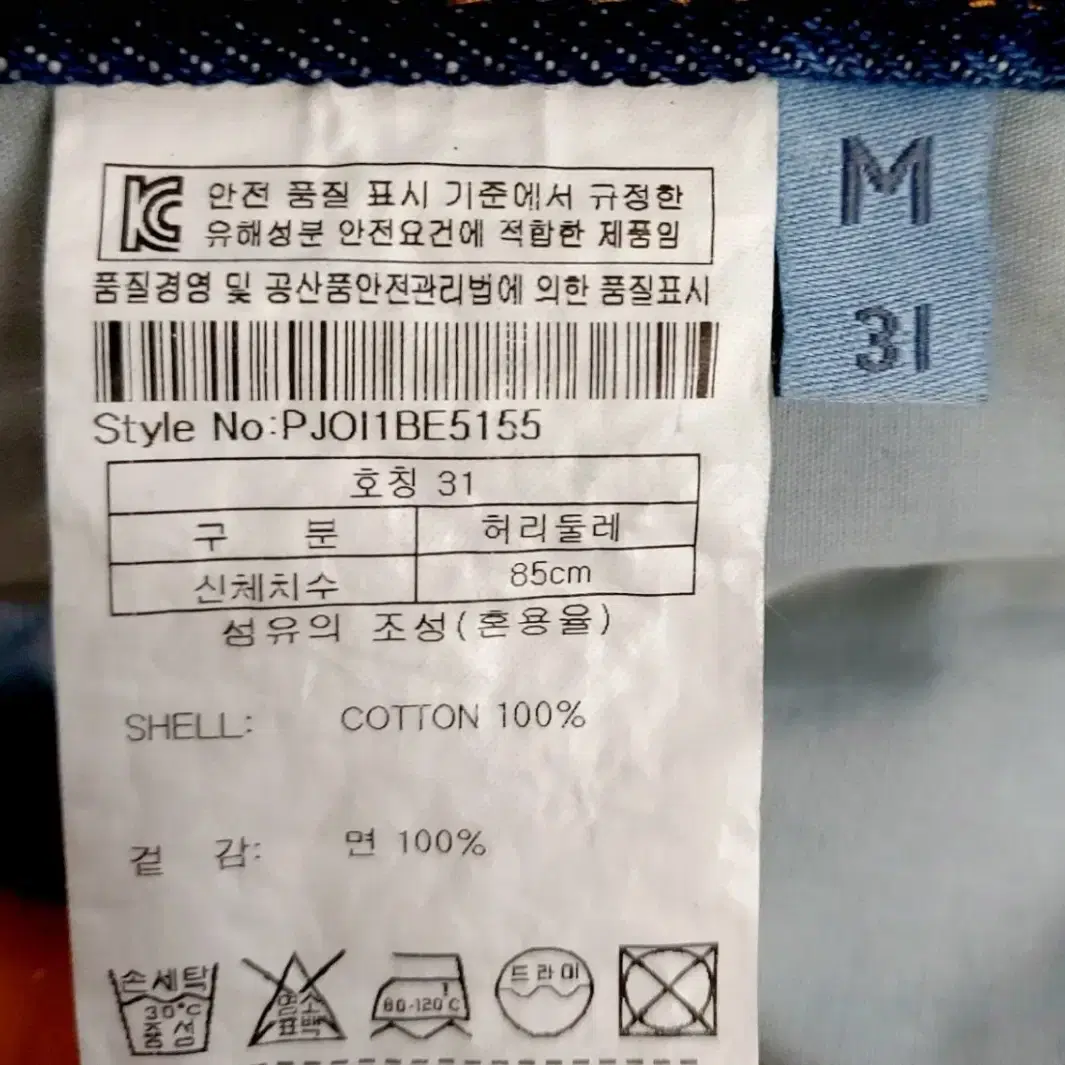 KC 안전 품질 표시 기준에서 규정한
유해성분 안전요건에 적합한 제품임
품질경영 및 공산품안전관리법에 의한 품질표시
Style No:PJOI1BE5155
호칭 31
구 분 허리둘레
신체치수 85cm
섬유의 조성(혼용율)
SHELL: COTTON 100%
겉 감: 면 100%
손세탁 30°C 중성
염소 표백
80-120°C
드라이
M
31